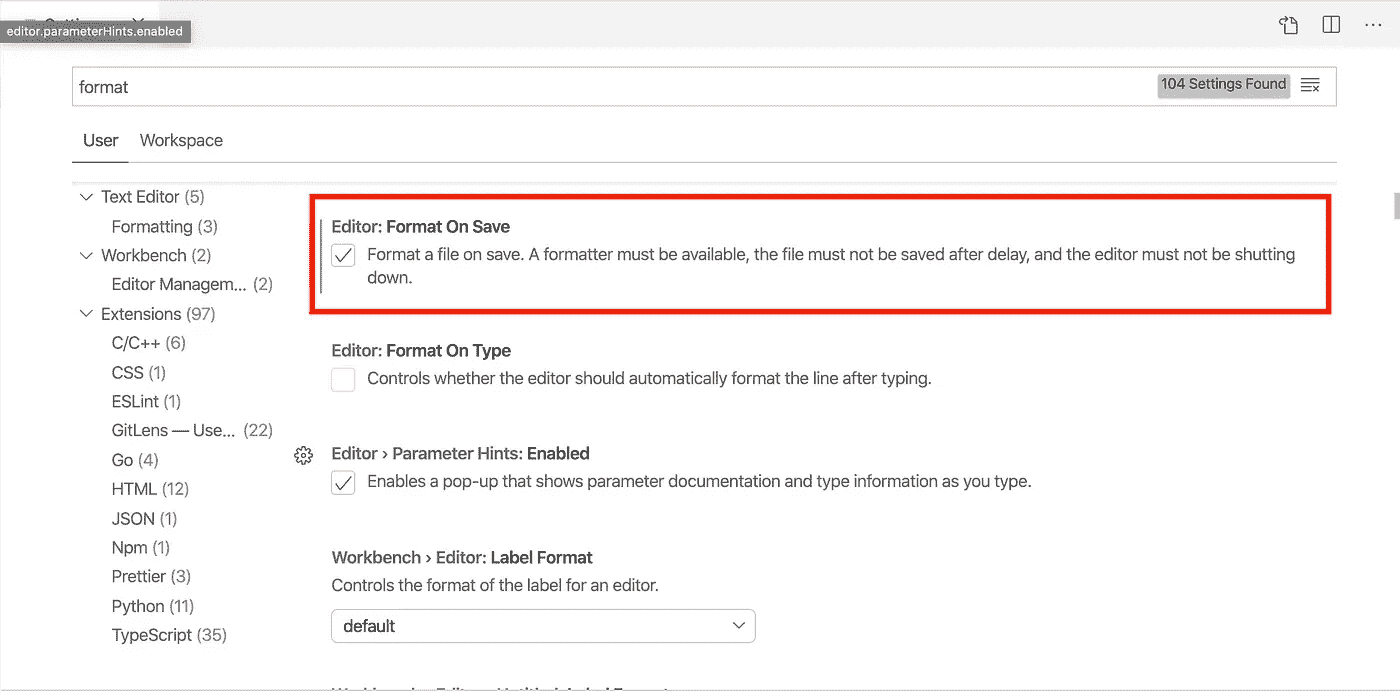 editor.parameterHints.enabled
format
104 Settings Found
User Workspace
Text Editor (5)
Formatting (3)
Workbench (2)
Editor Managem... (2)
Extensions (97)
C/C++ (6)
CSS (1)
ESLint (1)
GitLens — Use... (22)
Go (4)
HTML (12)
JSON (1)
Npm (1)
Prettier (3)
Python (11)
TypeScript (35)
Editor: Format On Save
Format a file on save. A formatter must be available, the file must not be saved after delay, and the editor must not be shutting
down.
Editor: Format On Type
Controls whether the editor should automatically format the line after typing.
Editor › Parameter Hints: Enabled
Enables a pop-up that shows parameter documentation and type information as you type.
Workbench › Editor: Label Format
Controls the format of the label for an editor.
default